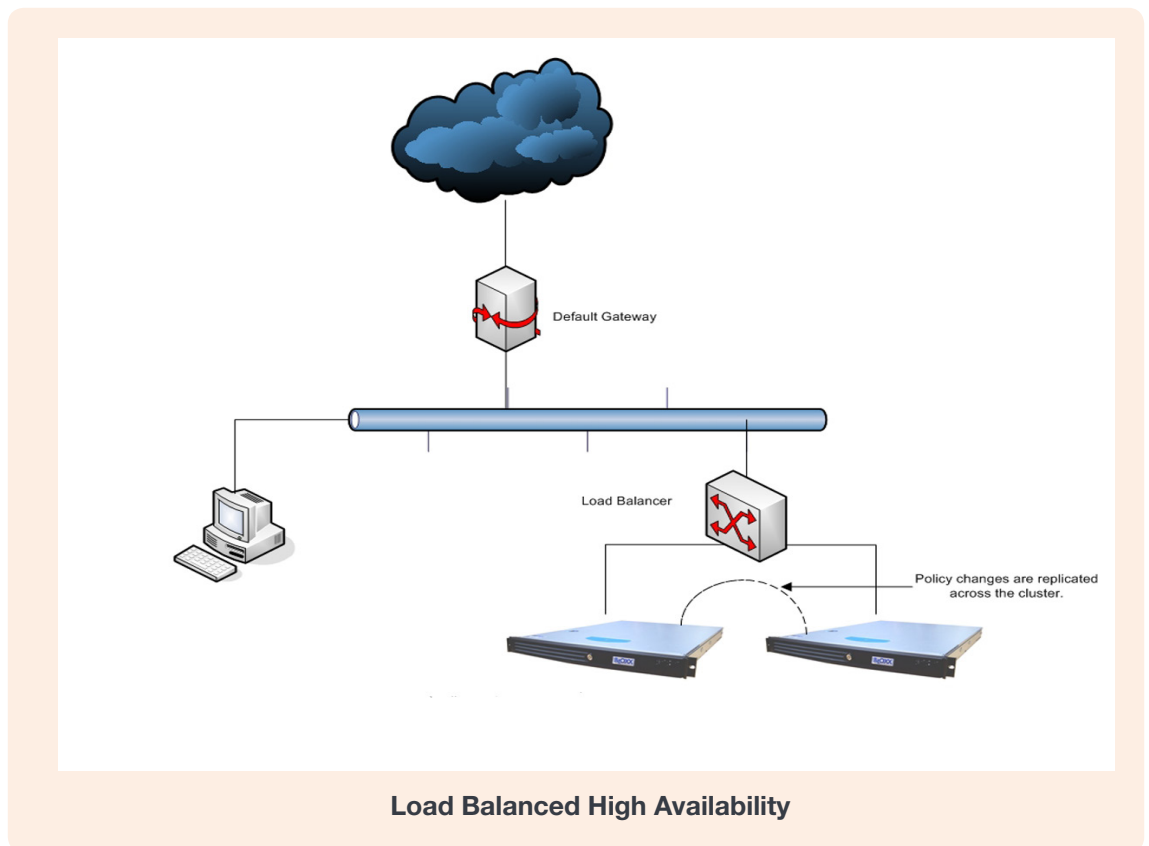 Default Gateway
Load Balancer
Policy changes are replicated
across the cluster.
Load Balanced High Availability